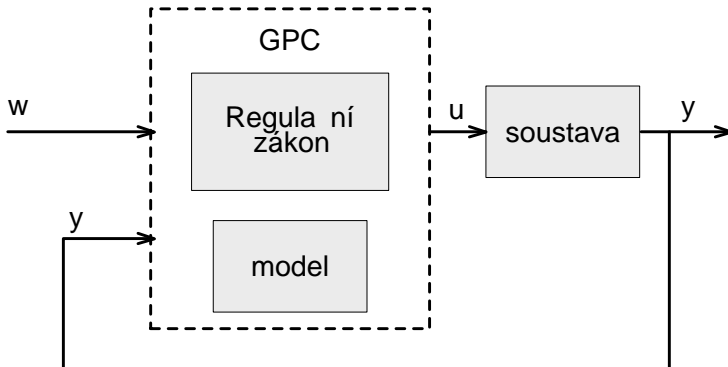 GPC
w
Regula ní
zákon
u
soustava
y
y
model